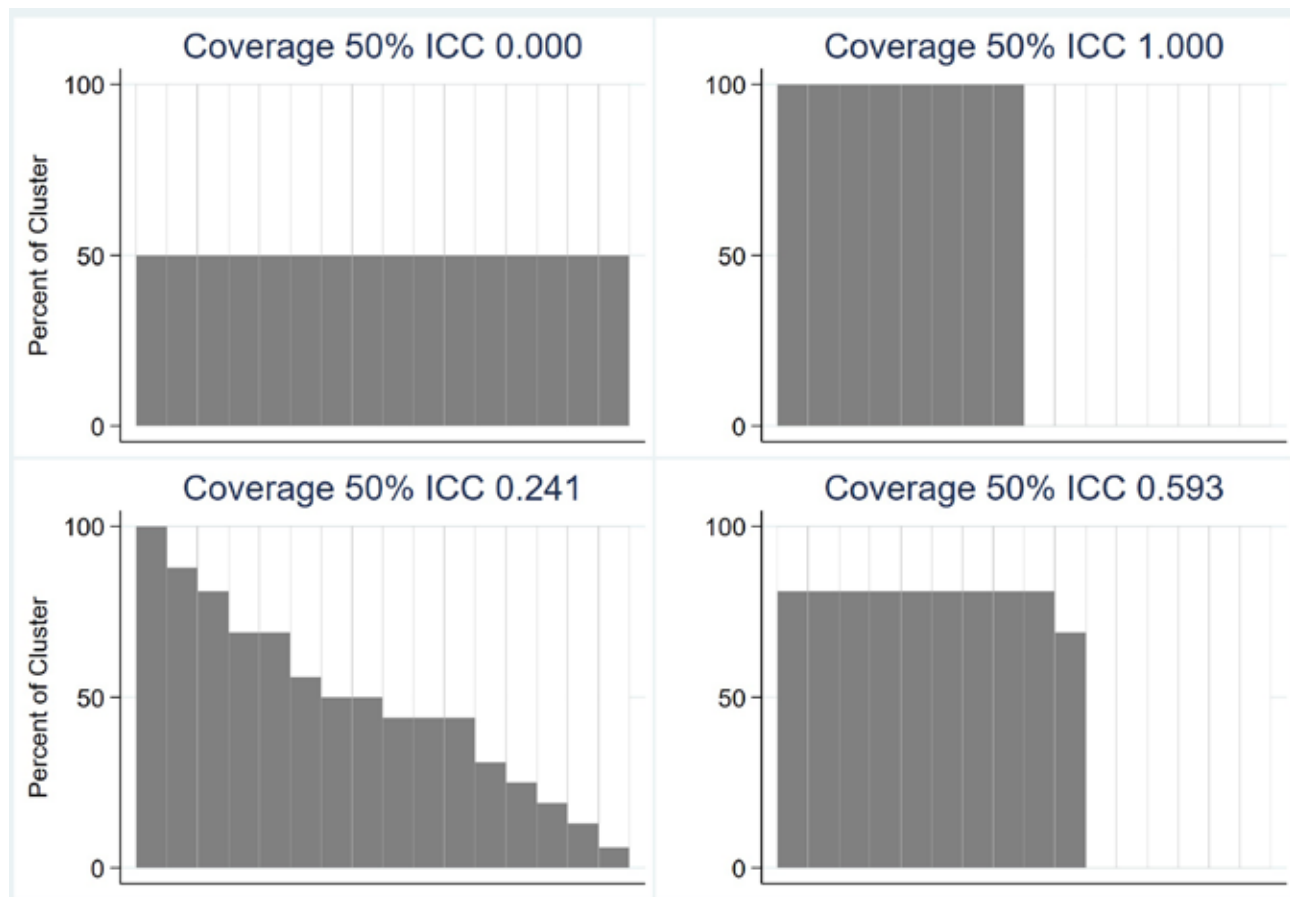 Coverage 50% ICC 0.000
100
50
0
Percent of Cluster
Coverage 50% ICC 1.000
100
50
0
Coverage 50% ICC 0.241
100
50
0
Percent of Cluster
Coverage 50% ICC 0.593
100
50
0